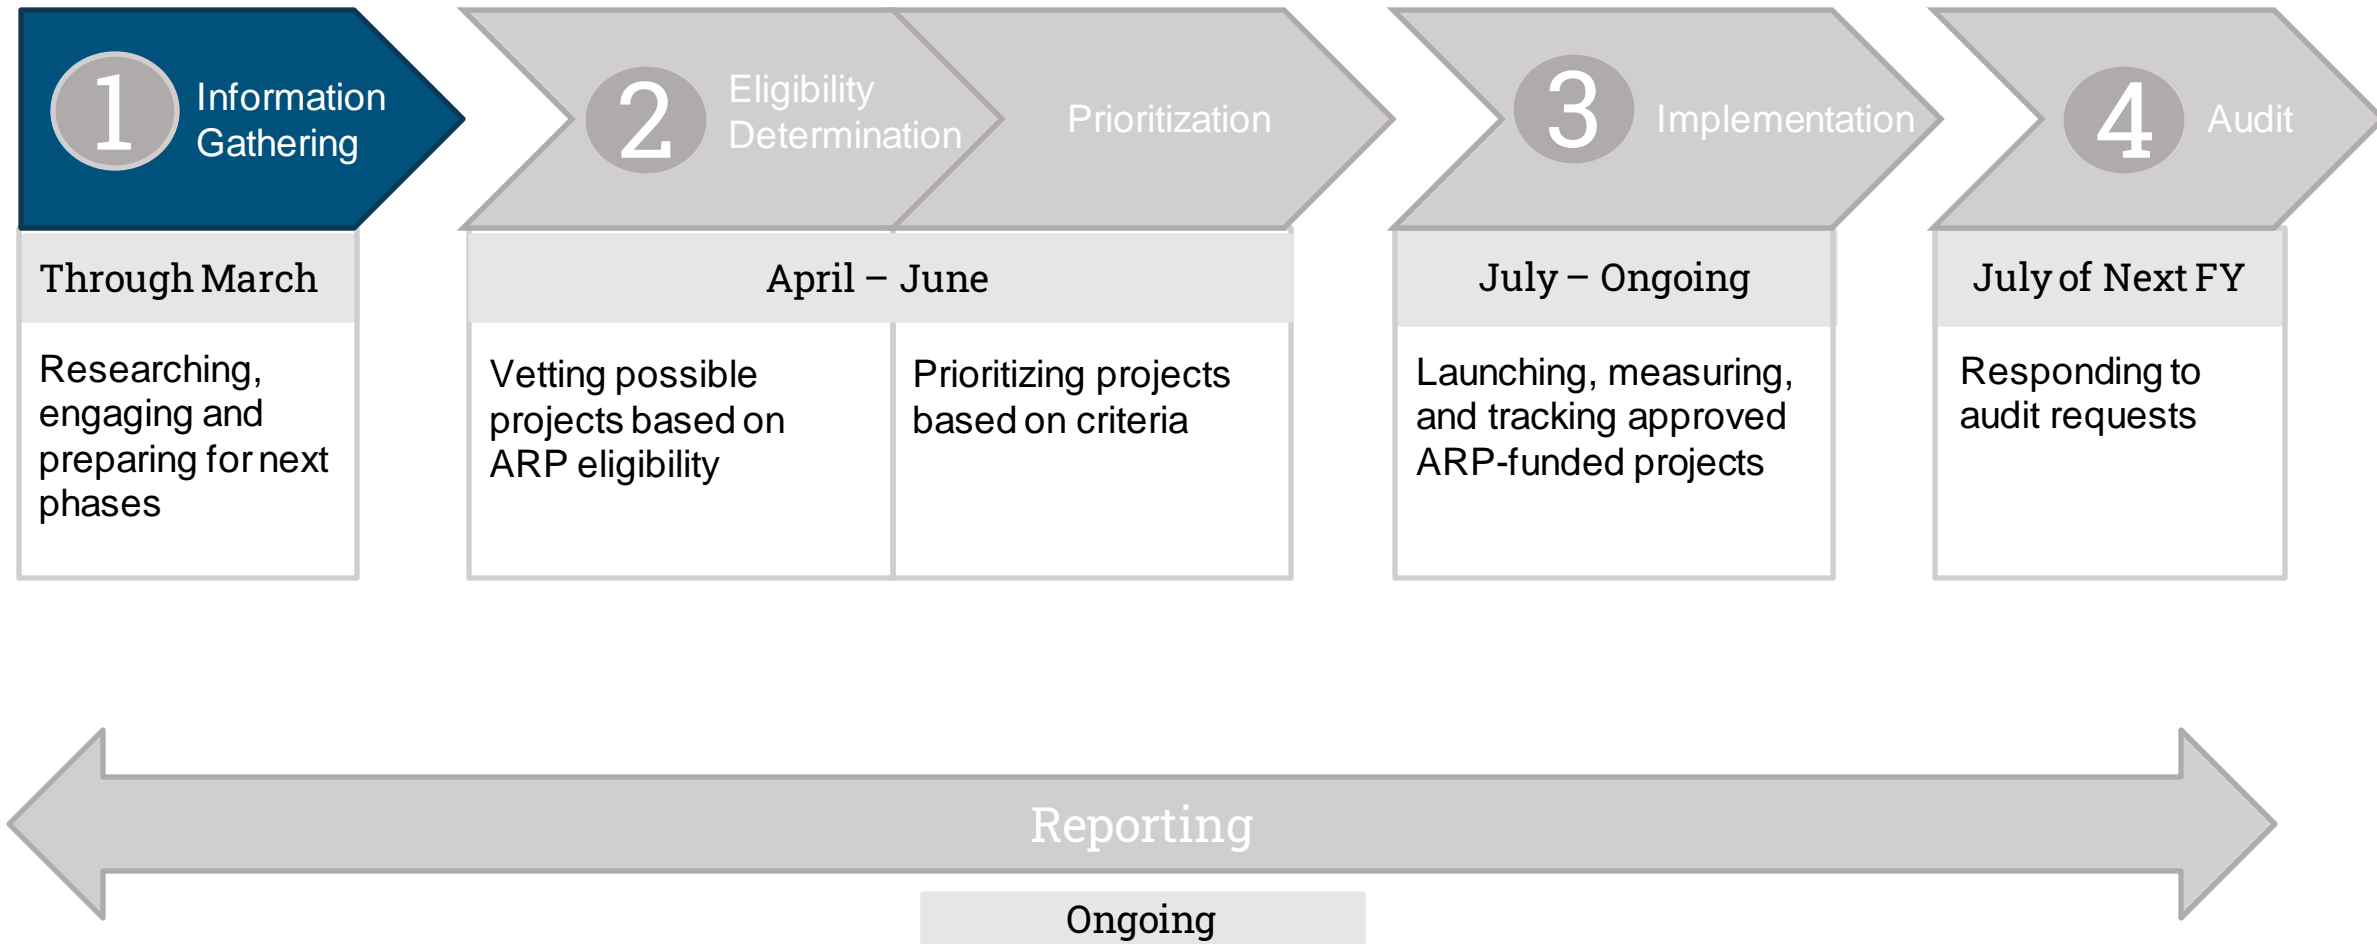 1
Information
Gathering
2
Eligibility
Determination
Prioritization
3
Implementation
4
Audit
Through March
April – June
July – Ongoing
July of Next FY
Researching,
engaging and
preparing for next
phases
Vetting possible
projects based on
ARP eligibility
Prioritizing projects
based on criteria
Launching, measuring,
and tracking approved
ARP-funded projects
Responding to
audit requests
Reporting
Ongoing